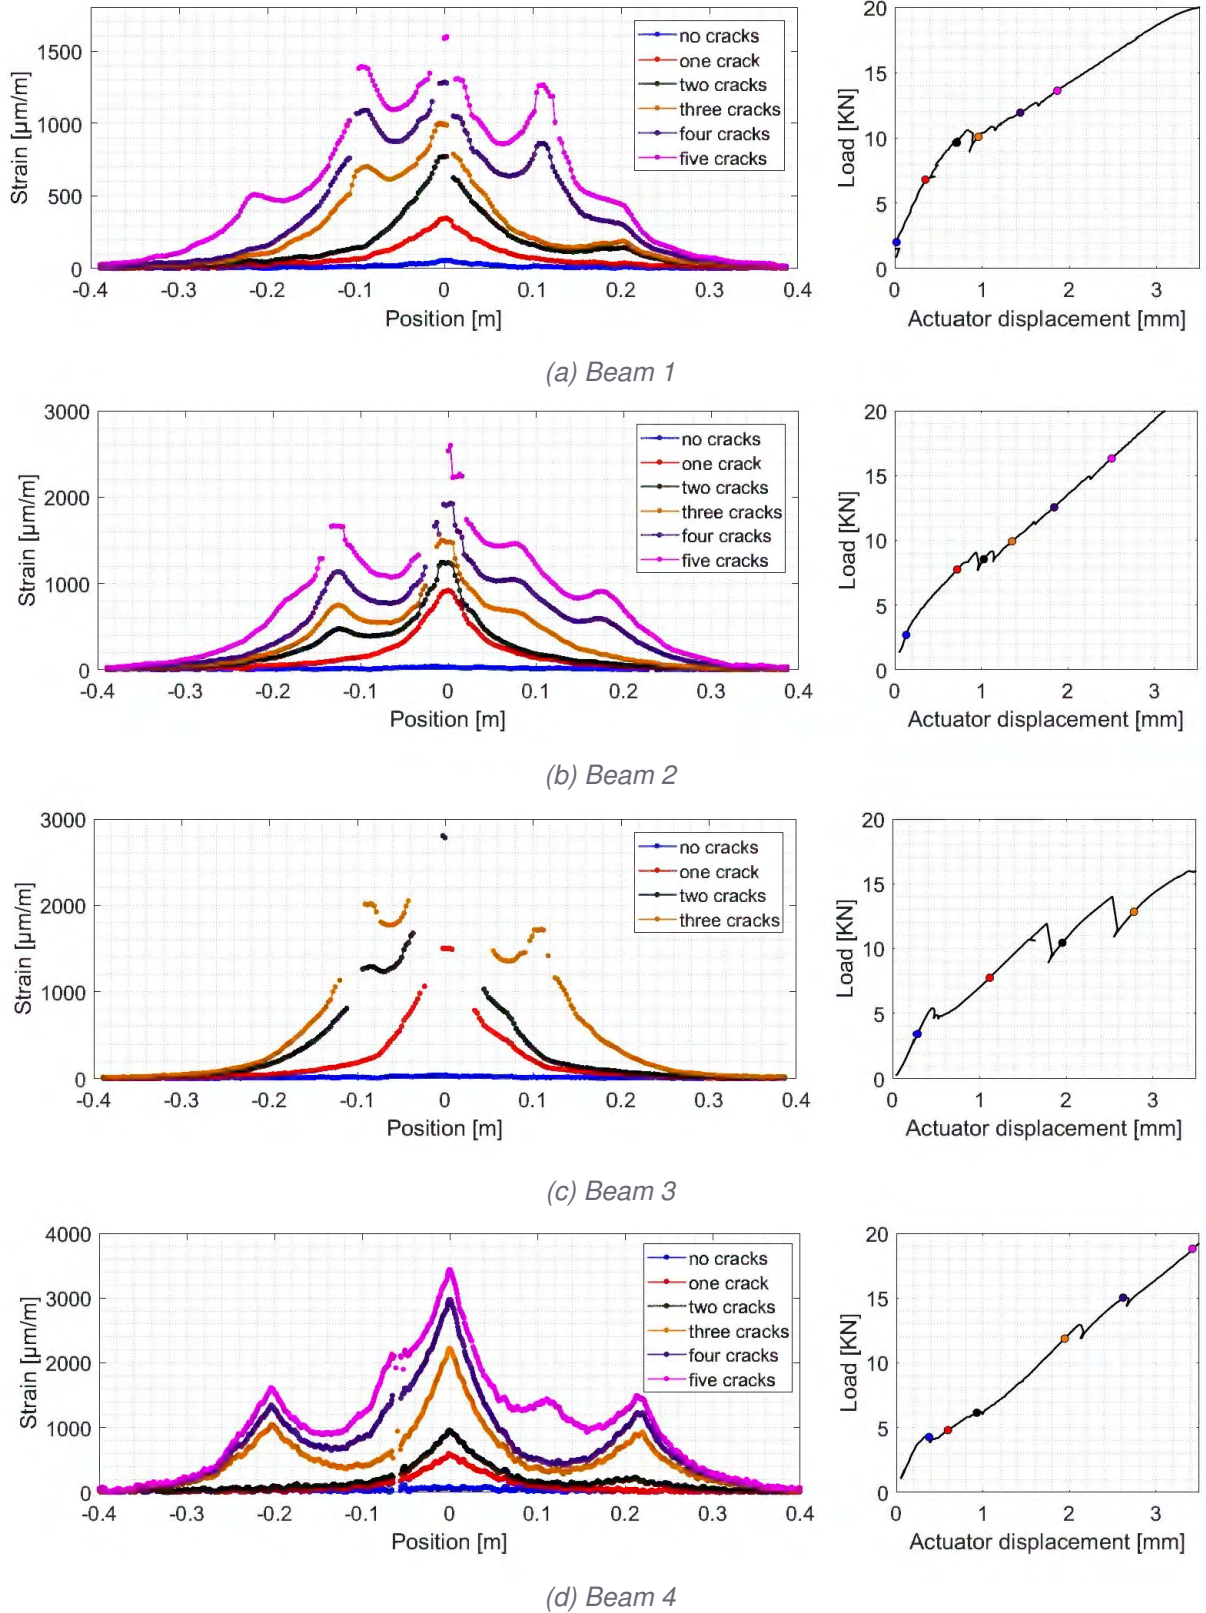 1500
1000
500
0
Strain [µm/m]
no cracks
one crack
two cracks
three cracks
four cracks
five cracks
-0.4 -0.3 -0.2 -0.1 0 0.1 0.2 0.3 0.4
Position [m]
20
15
10
5
0
Load [KN]
0 1 2 3
Actuator displacement [mm]
(a) Beam 1
3000
2000
1000
0
Strain [µm/m]
no cracks
one crack
two cracks
three cracks
four cracks
five cracks
-0.4 -0.3 -0.2 -0.1 0 0.1 0.2 0.3 0.4
Position [m]
20
15
10
5
0
Load [KN]
0 1 2 3
Actuator displacement [mm]
(b) Beam 2
3000
2000
1000
0
Strain [µm/m]
no cracks
one crack
two cracks
three cracks
-0.4 -0.3 -0.2 -0.1 0 0.1 0.2 0.3 0.4
Position [m]
20
15
10
5
0
Load [KN]
0 1 2 3
Actuator displacement [mm]
(c) Beam 3
4000
3000
2000
1000
0
Strain [µm/m]
no cracks
one crack
two cracks
three cracks
four cracks
five cracks
-0.4 -0.3 -0.2 -0.1 0 0.1 0.2 0.3 0.4
Position [m]
20
15
10
5
0
Load [KN]
0 1 2 3
Actuator displacement [mm]
(d) Beam 4